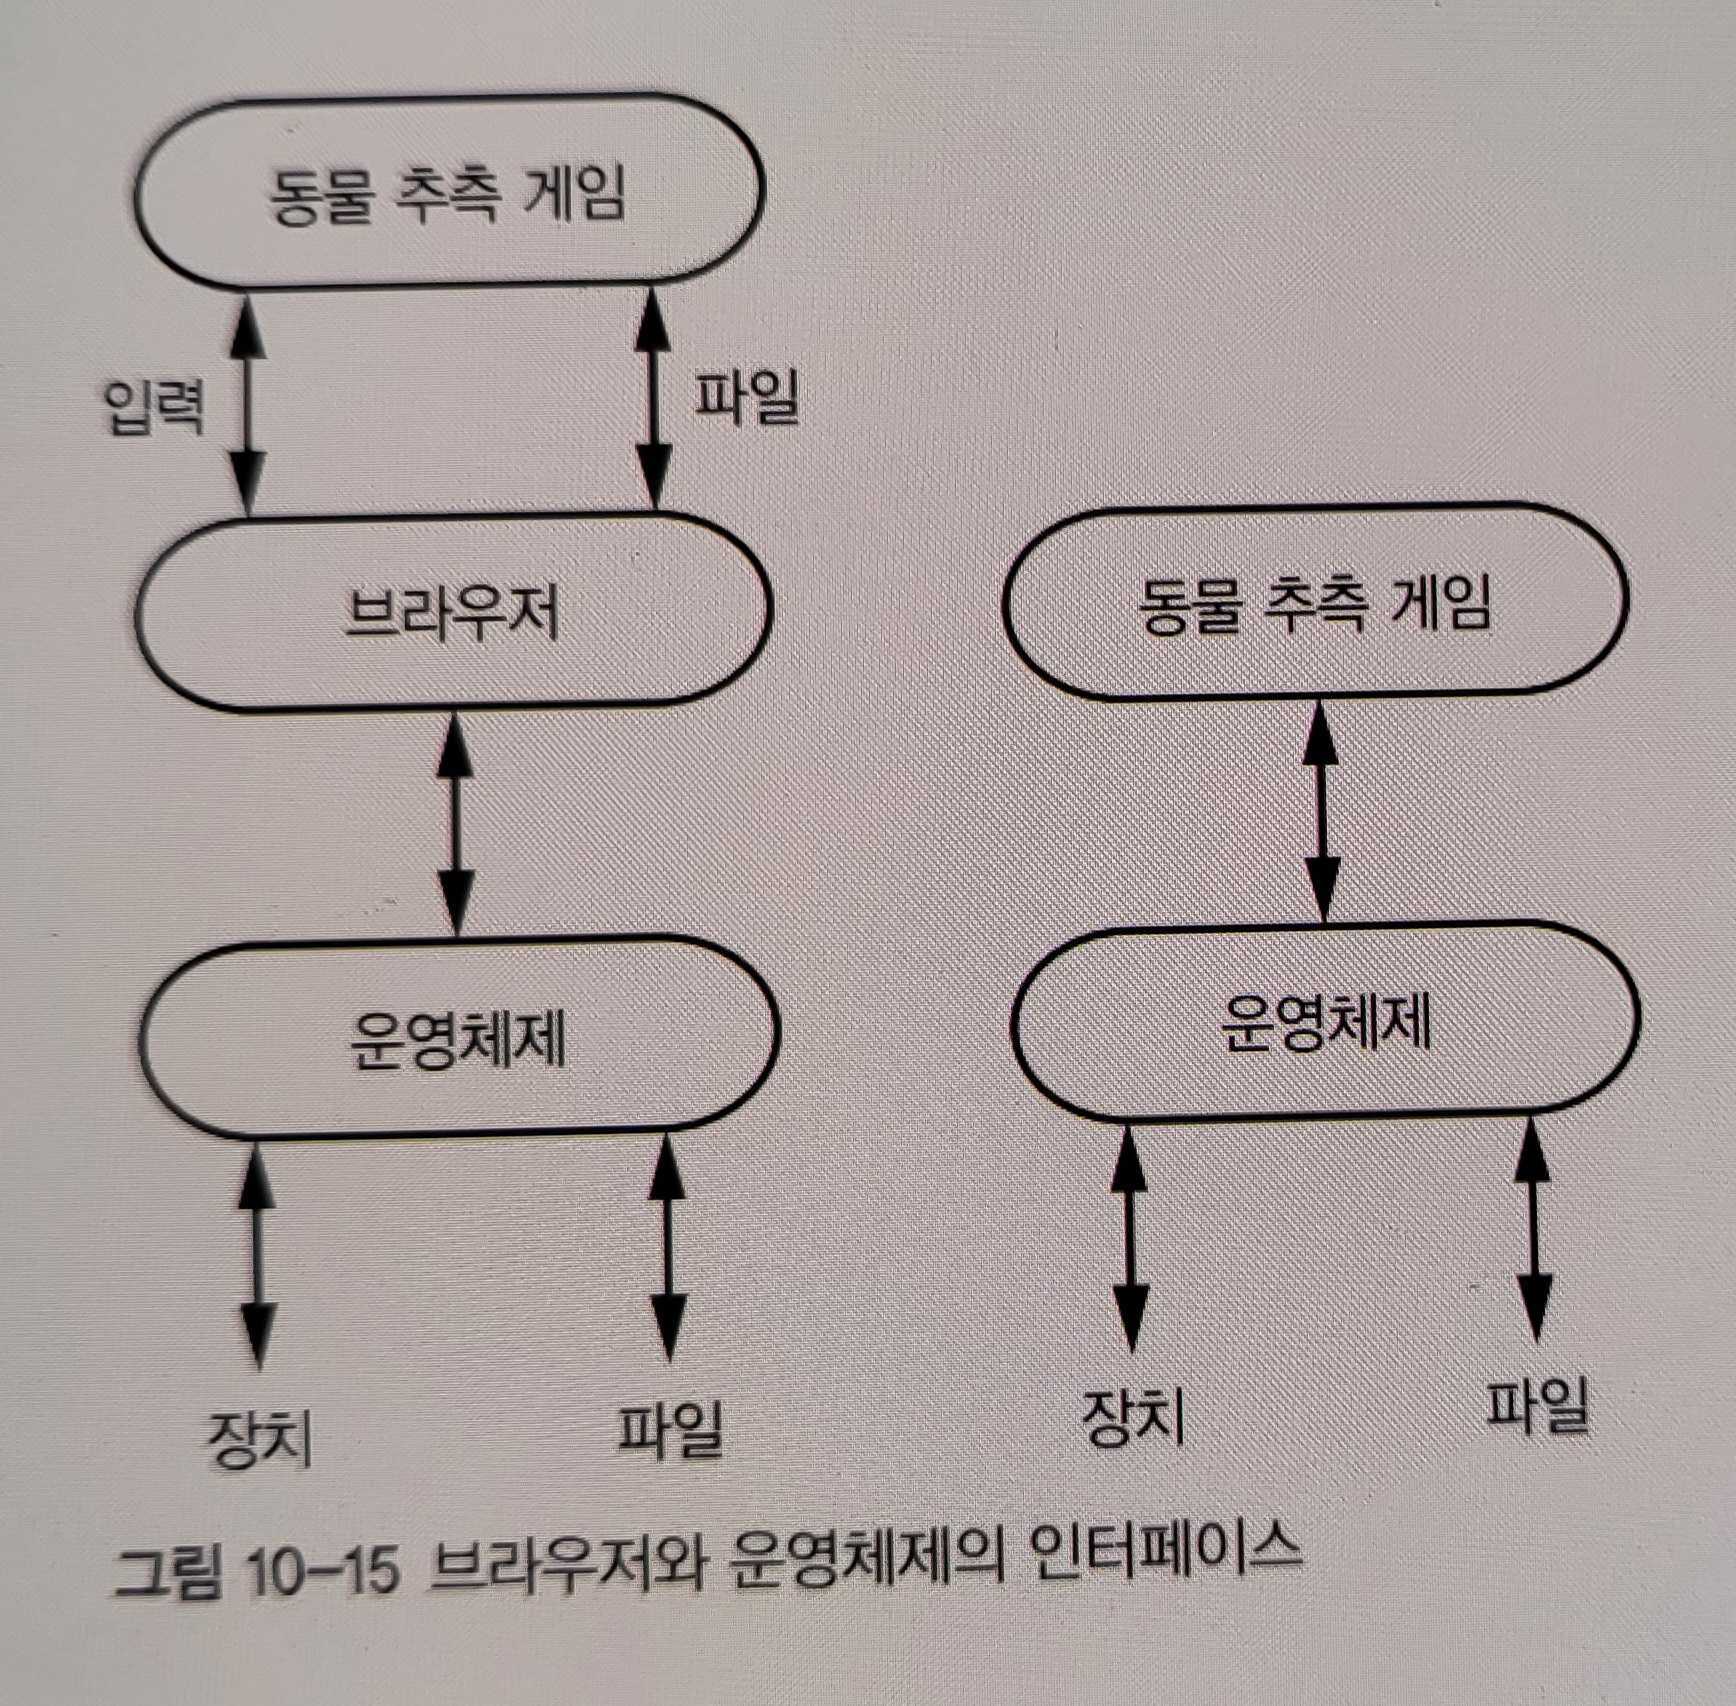 동물 추측 게임
입력
파일
브라우저
동물 추측 게임
운영체제
운영체제
장치
파일
장치
파일
그림 10-15 브라우저와 운영체제의 인터페이스